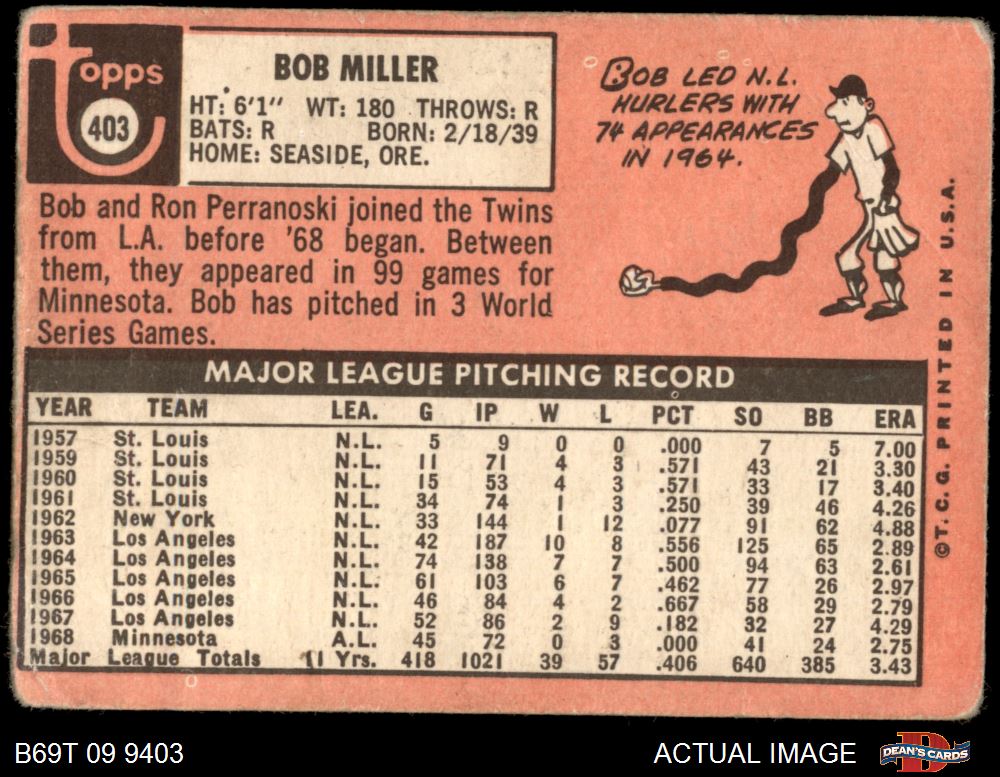 topps
403
BOB MILLER
HT: 6'1" WT: 180 THROWS: R
BATS: R BORN: 2/18/39
HOME: SEASIDE, ORE.
Bob and Ron Perranoski joined the Twins
from L.A. before '68 began. Between
them, they appeared in 99 games for
Minnesota. Bob has pitched in 3 World
Series Games.
BOB LED N.L.
HURLERS WITH
74 APPEARANCES
IN 1964.
MAJOR LEAGUE PITCHING RECORD
YEAR TEAM LEA. G IP W L PCT SO BB ERA
1957 St. Louis N.L. 5 9 0 0 .000 7 5 7.00
1959 St. Louis N.L. 11 71 4 3 .571 43 21 3.30
1960 St. Louis N.L. 15 53 4 3 .571 33 17 3.40
1961 St. Louis N.L. 34 74 1 3 .250 39 46 4.26
1962 New York N.L. 33 144 1 12 .077 91 62 4.88
1963 Los Angeles N.L. 42 187 10 8 .556 125 65 2.89
1964 Los Angeles N.L. 74 138 7 7 .500 94 63 2.61
1965 Los Angeles N.L. 61 103 6 7 .462 77 26 2.97
1966 Los Angeles N.L. 46 84 4 2 .667 58 29 2.79
1967 Los Angeles N.L. 52 86 2 9 .182 32 27 4.29
1968 Minnesota A.L. 45 72 0 3 .000 41 24 2.75
Major League Totals 11 Yrs. 418 1021 39 57 .406 640 385 3.43
©T.C.G. PRINTED IN U.S.A.
B69T 09 9403
ACTUAL IMAGE
D
DEAN'S CARDS